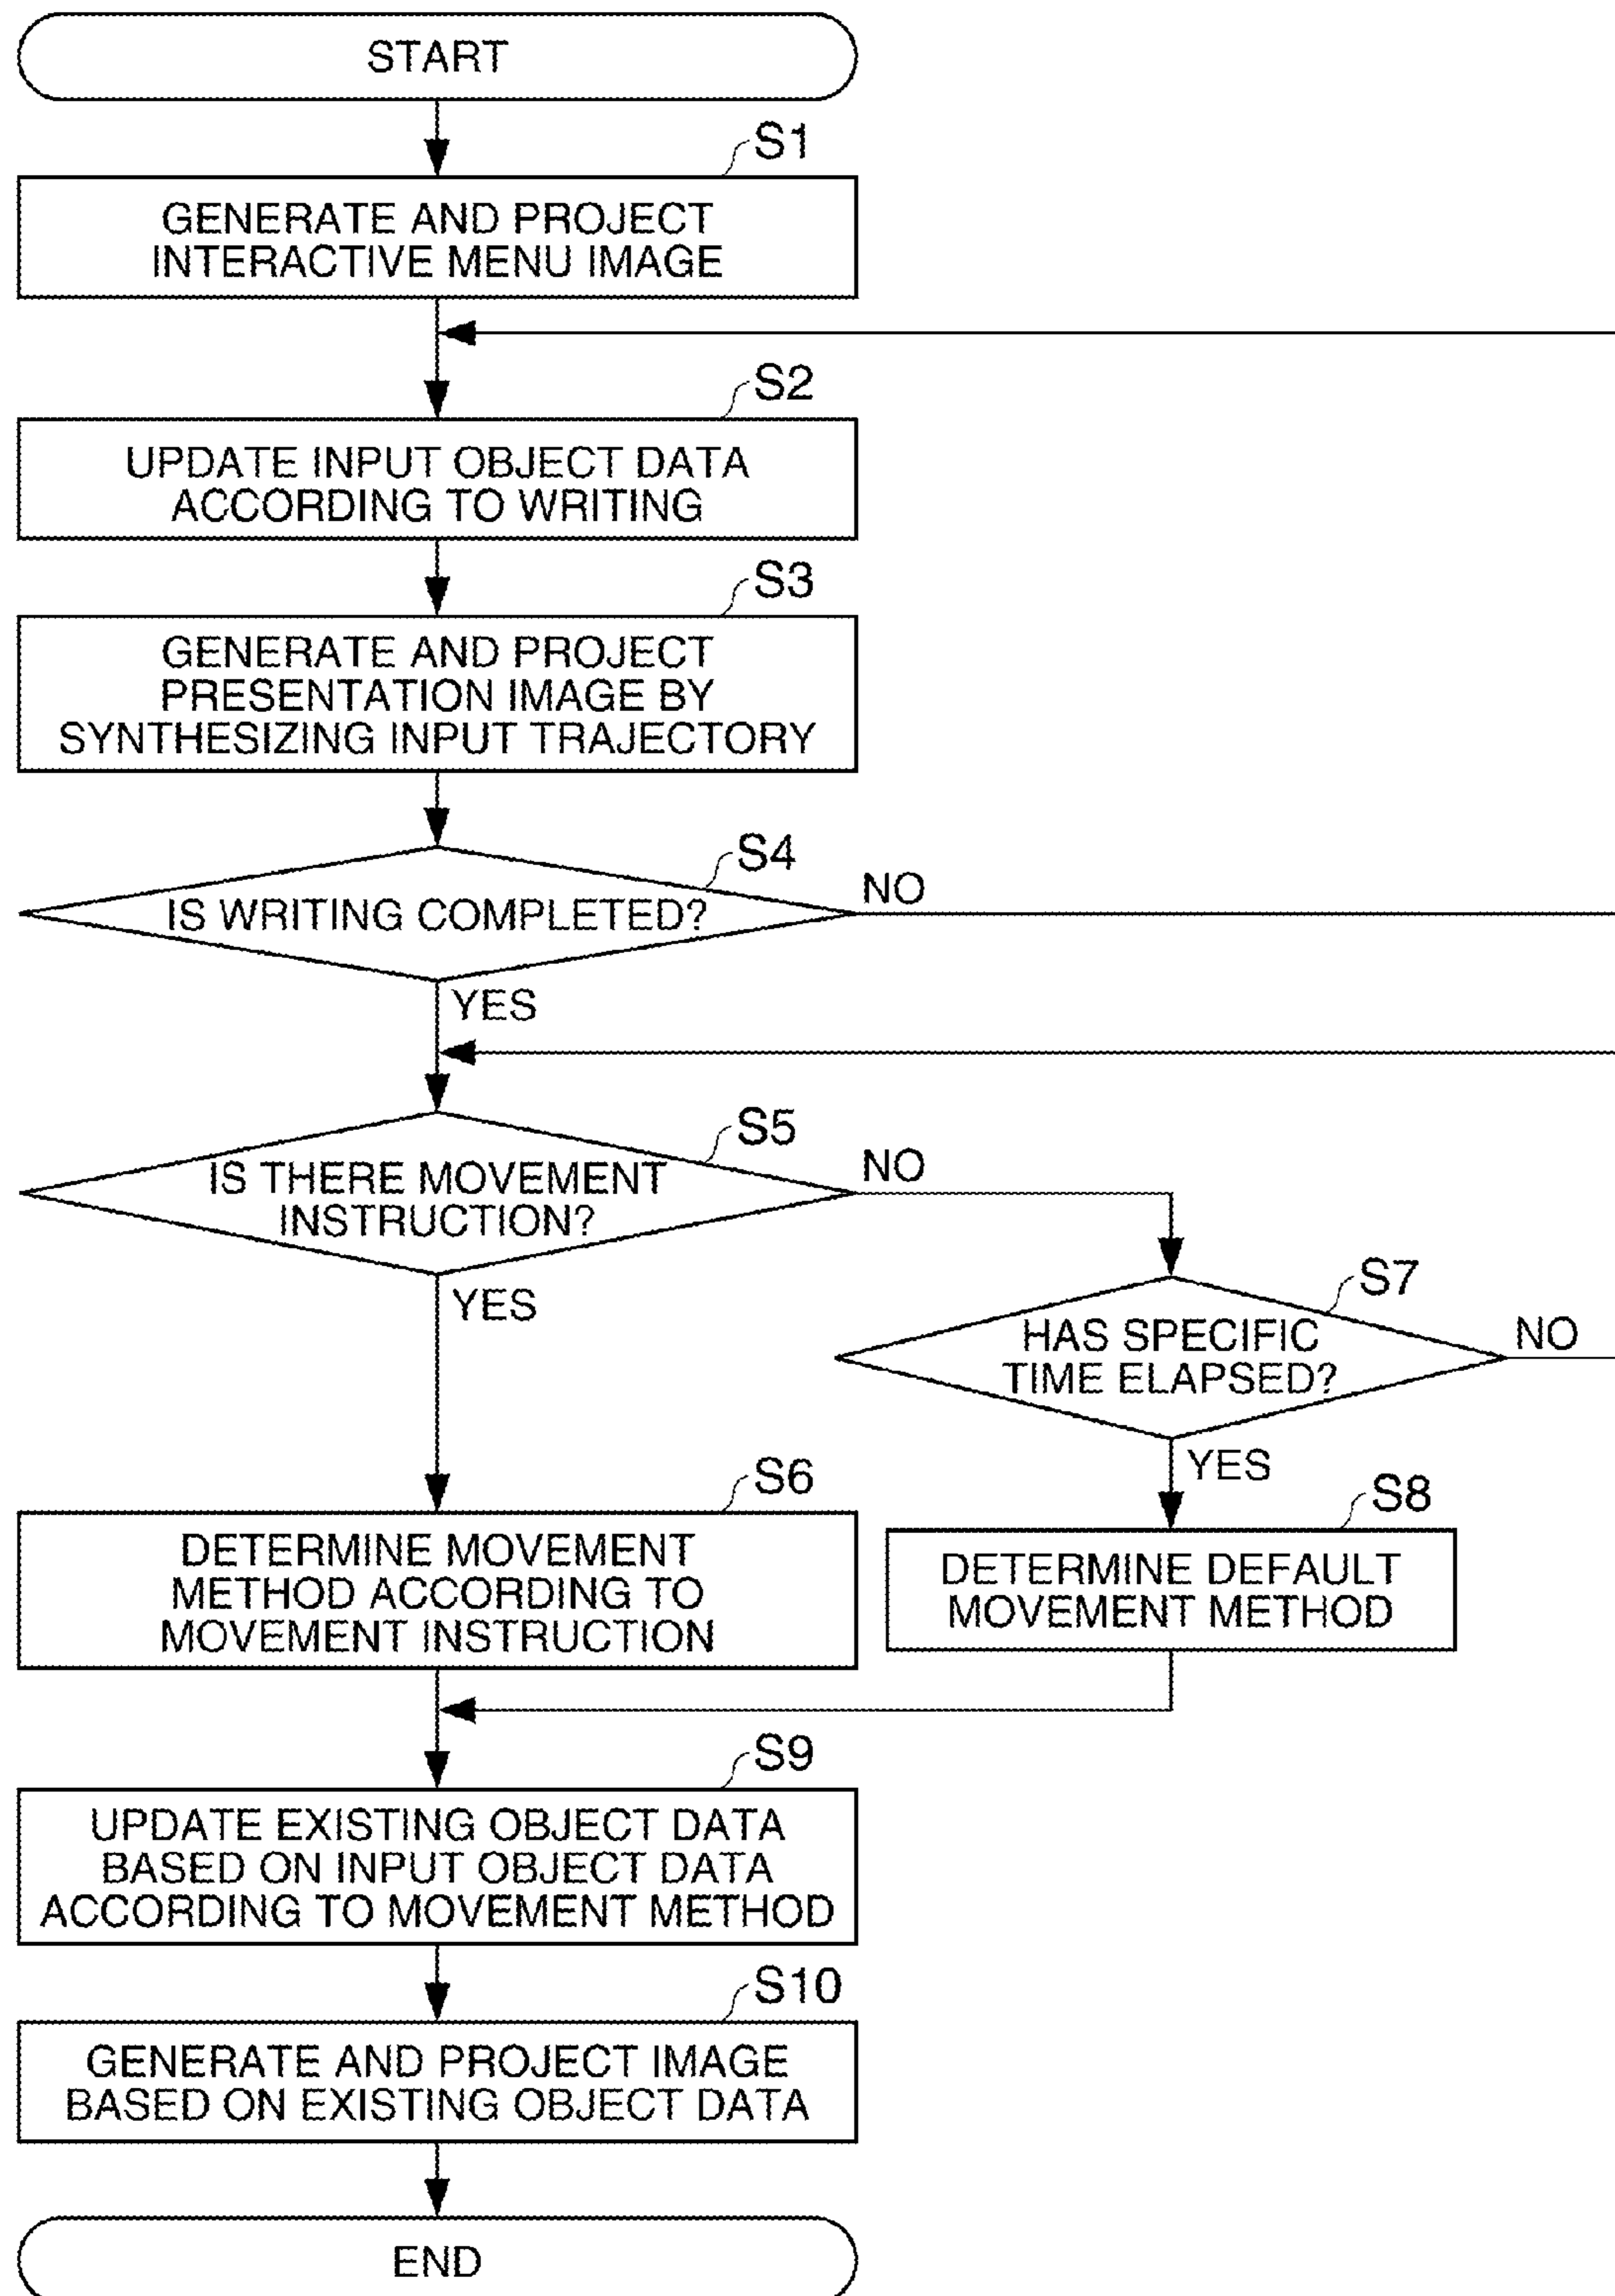 START
S1
GENERATE AND PROJECT
INTERACTIVE MENU IMAGE
S2
UPDATE INPUT OBJECT DATA
ACCORDING TO WRITING
S3
GENERATE AND PROJECT
PRESENTATION IMAGE BY
SYNTHESIZING INPUT TRAJECTORY
S4
IS WRITING COMPLETED?
NO
YES
S5
IS THERE MOVEMENT
INSTRUCTION?
NO
YES
S7
HAS SPECIFIC
TIME ELAPSED?
NO
YES
S6
DETERMINE MOVEMENT
METHOD ACCORDING TO
MOVEMENT INSTRUCTION
S8
DETERMINE DEFAULT
MOVEMENT METHOD
S9
UPDATE EXISTING OBJECT DATA
BASED ON INPUT OBJECT DATA
ACCORDING TO MOVEMENT METHOD
S10
GENERATE AND PROJECT IMAGE
BASED ON EXISTING OBJECT DATA
END